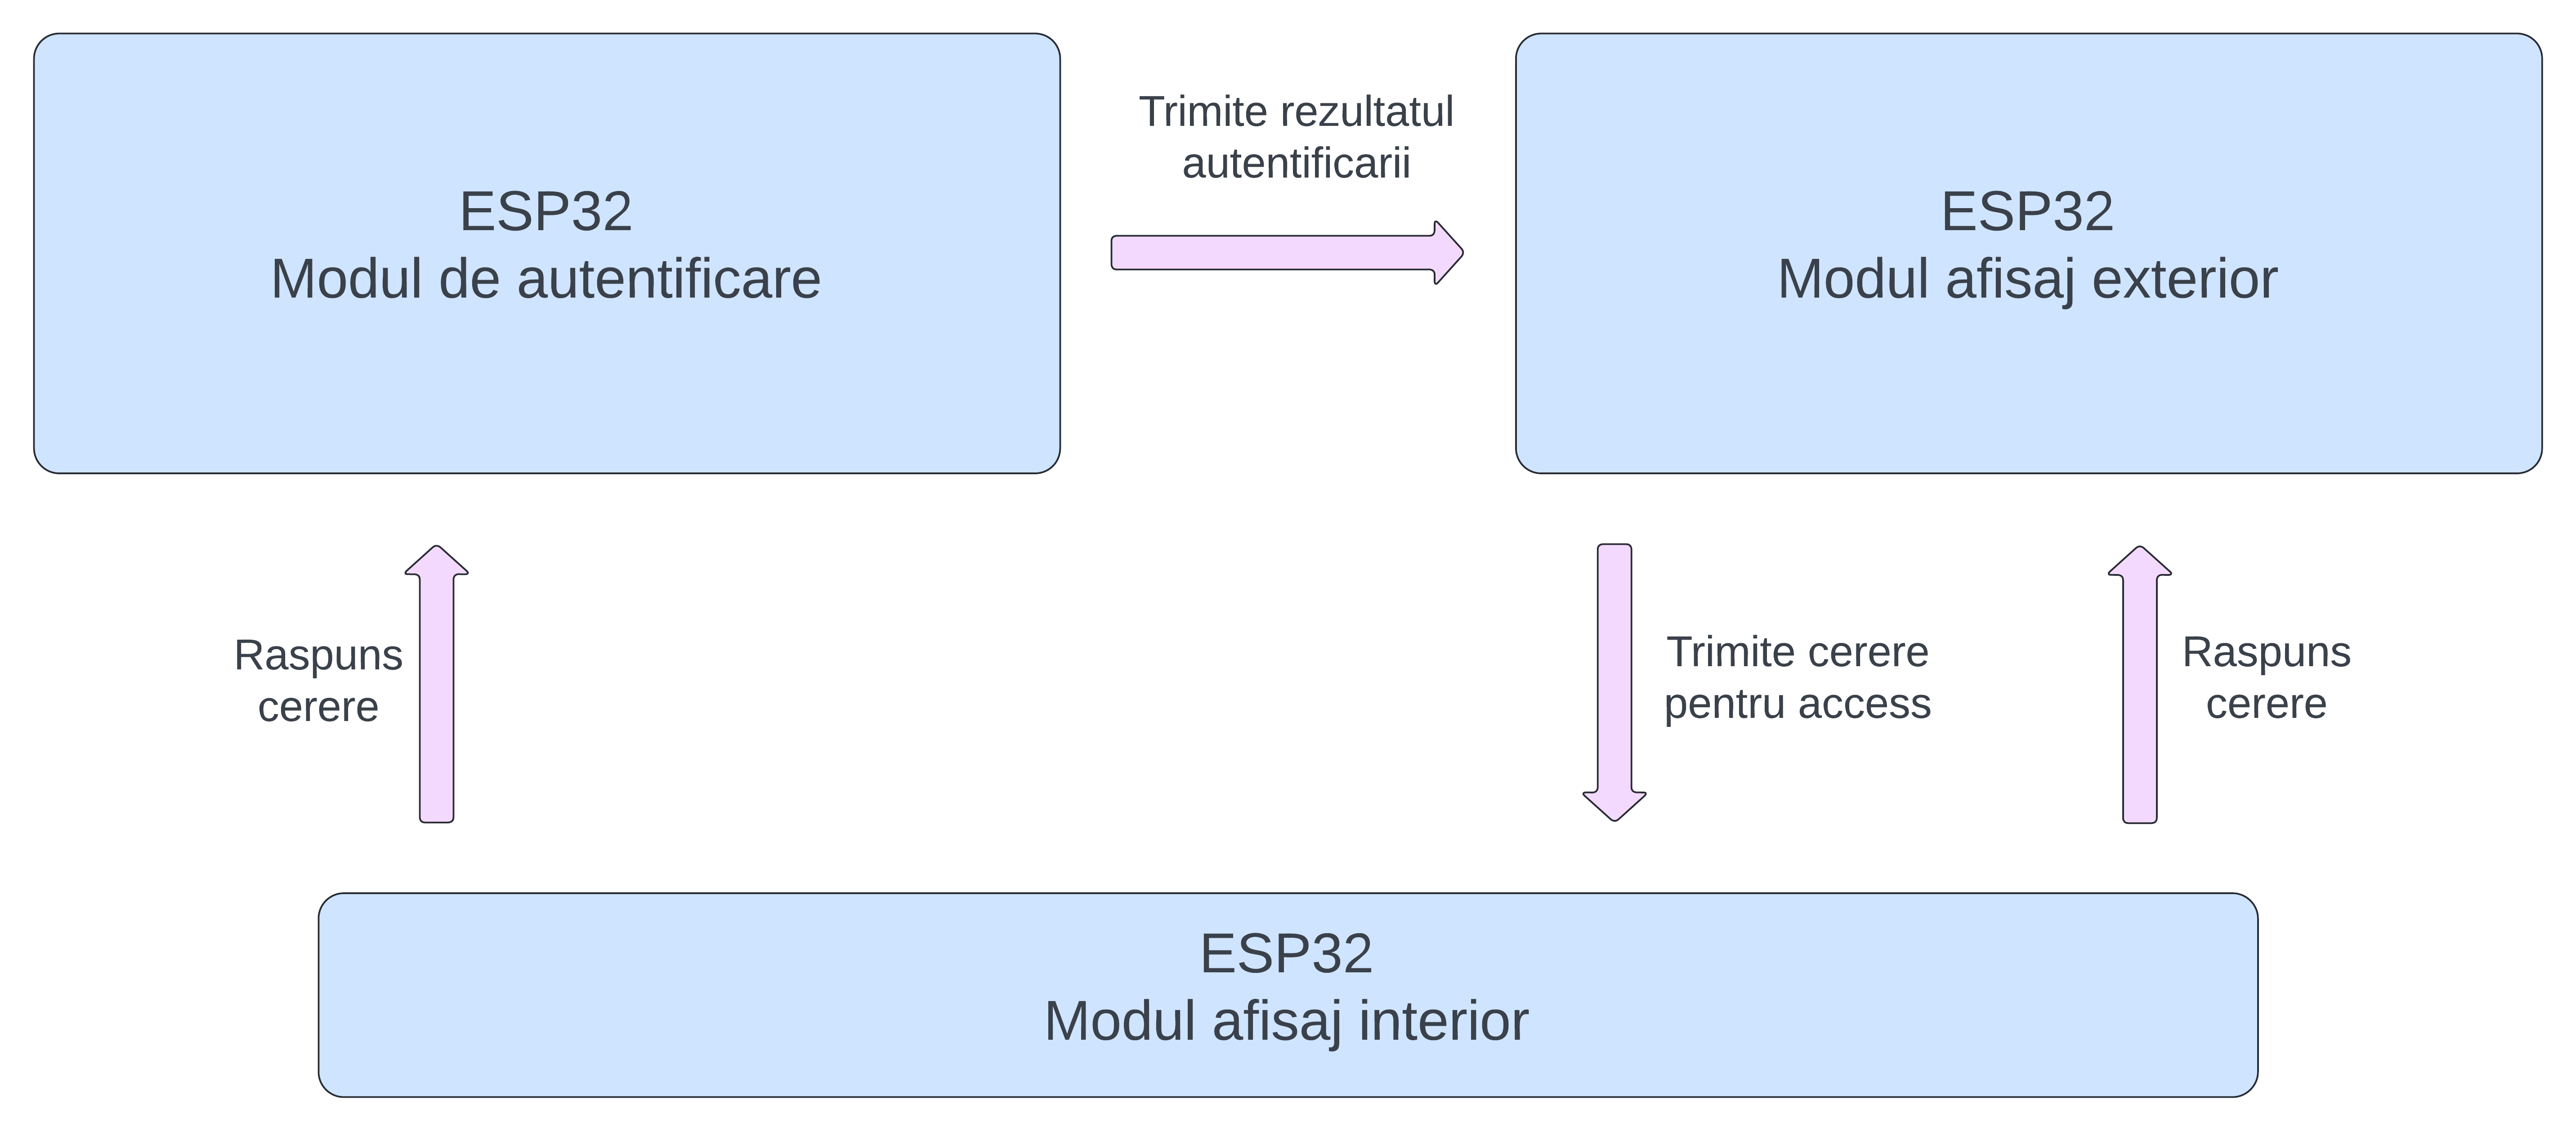 ESP32
Modul de autentificare
Trimite rezultatul
autentificarii
ESP32
Modul afisaj exterior
Raspuns
cerere
Trimite cerere
pentru access
Raspuns
cerere
ESP32
Modul afisaj interior